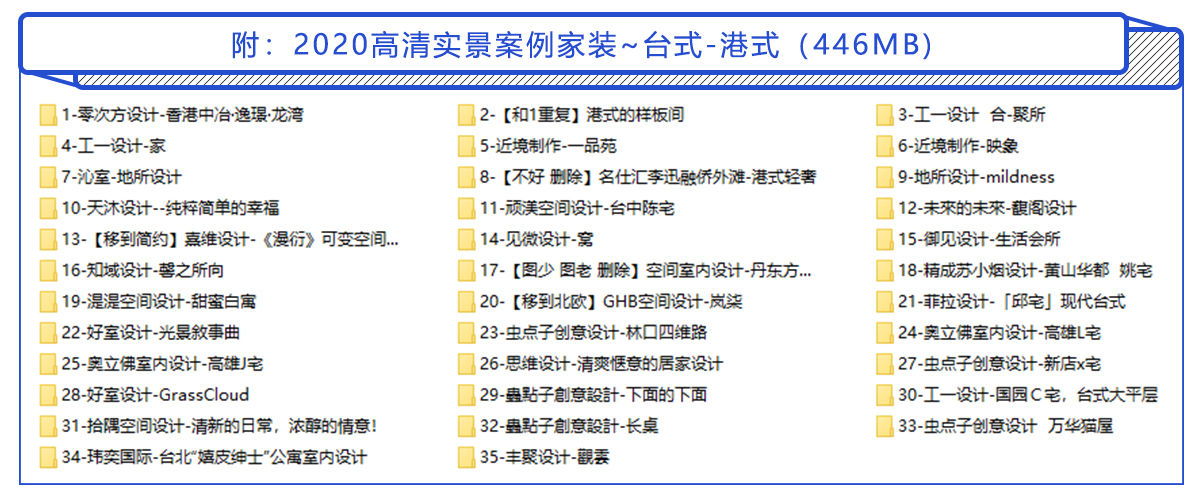 附：2020高清实景案例家装~台式-港式（446MB）
1-零次方设计-香港中冶·逸璟·龙湾
2-【和1重复】港式的样板间
3-工一设计 合-聚所
4-工一设计-家
5-近境制作-一品苑
6-近境制作-映象
7-沁室-地所设计
8-【不好 删除】名仕汇李迅融侨外滩-港式轻奢
9-地所设计-mildness
10-天沐设计--纯粹简单的幸福
11-顽渼空间设计-台中陈宅
12-未來的未來-馥阁设计
13-【移到简约】嘉维设计-《漫衍》可变空间...
14-见微设计-窩
15-御见设计-生活会所
16-知域设计-馨之所向
17-【图少 图老 删除】空间室内设计-丹东方...
18-精成苏小烟设计-黄山华都 姚宅
19-湜湜空间设计-甜蜜白寓
20-【移到北欧】GHB空间设计-岚柒
21-菲拉设计-「邱宅」现代台式
22-好室设计-光景敘事曲
23-虫点子创意设计-林口四维路
24-奥立佛室内设计-高雄L宅
25-奥立佛室内设计-高雄J宅
26-思维设计-清爽惬意的居家设计
27-虫点子创意设计-新店x宅
28-好室设计-GrassCloud
29-蟲點子創意設計-下面的下面
30-工一设计-国园Ｃ宅，台式大平层
31-拾隅空间设计-清新的日常，浓醇的情意！
32-蟲點子創意設計-长桌
33-虫点子创意设计 万华猫屋
34-玮奕国际-台北“嬉皮绅士”公寓室内设计
35-丰聚设计-觀雲